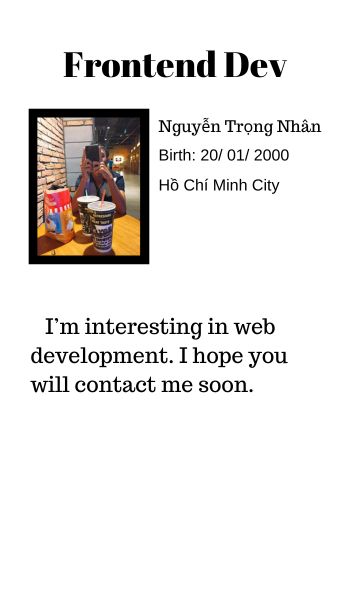 Frontend Dev
Nguyễn Trọng Nhân
Birth: 20/ 01/ 2000
Hồ Chí Minh City
I’m interesting in web
development. I hope you
will contact me soon.